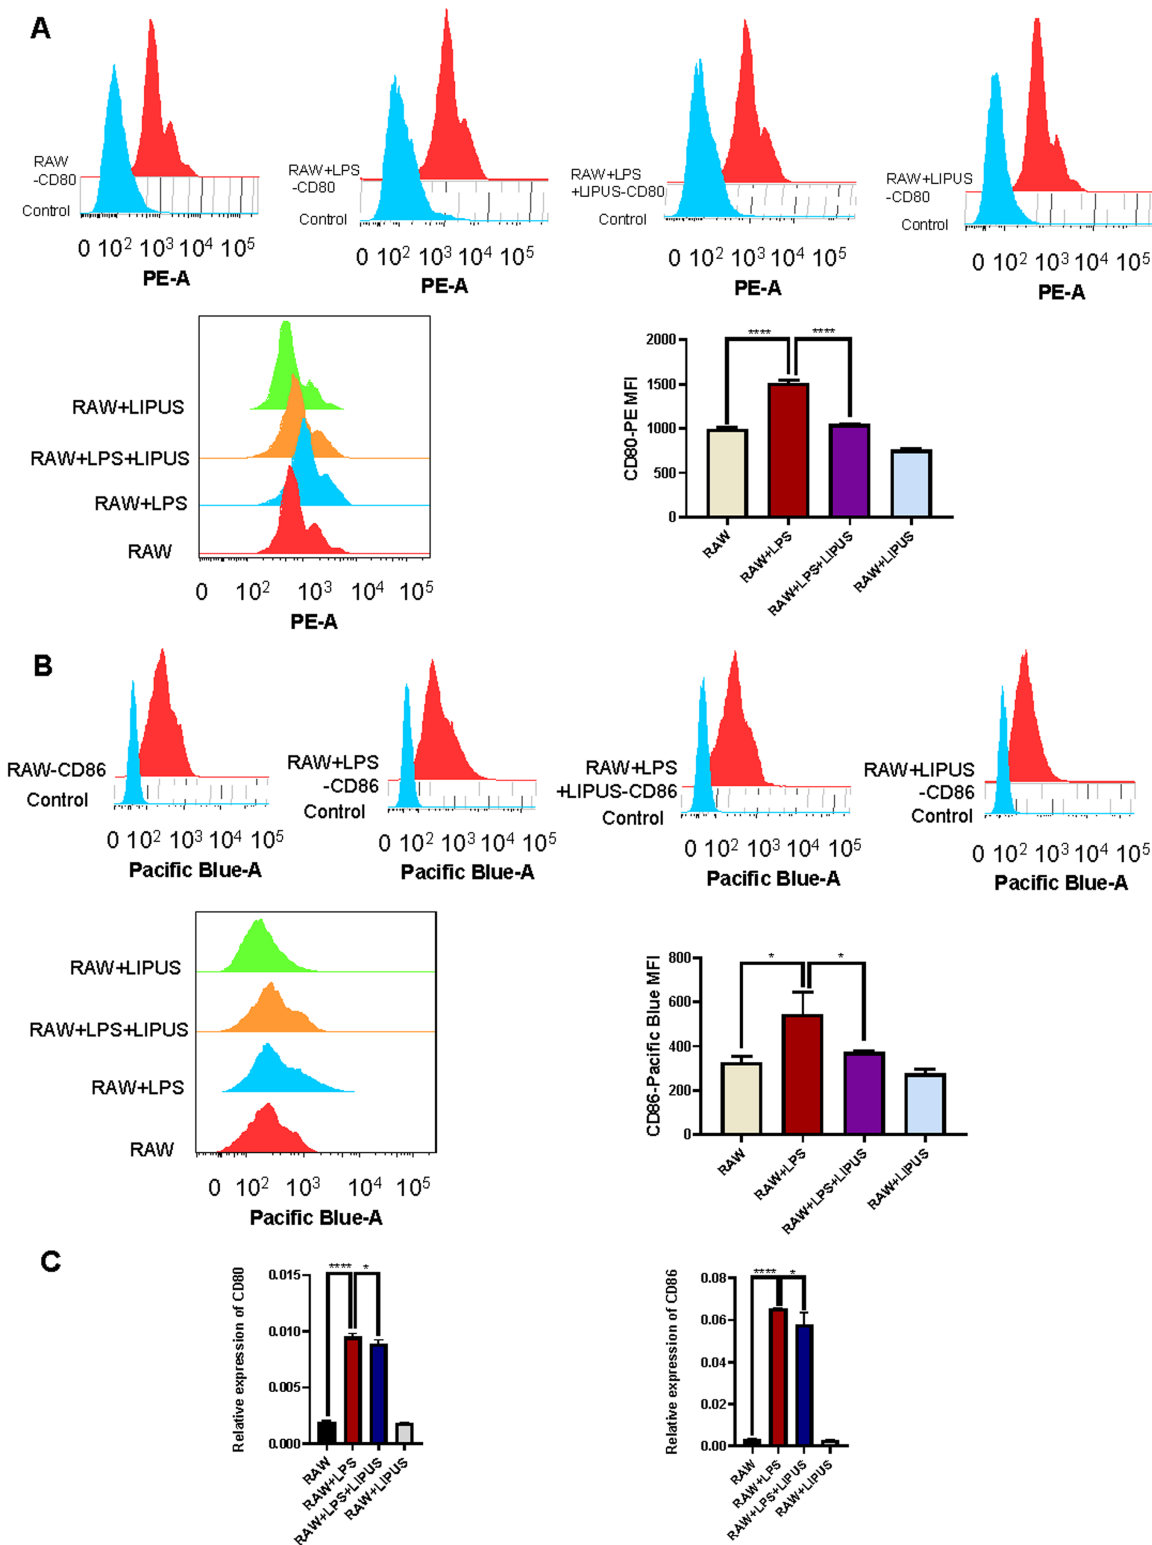 A
RAW
-CD80
Control
0 10² 10³ 10⁴ 10⁵
PE-A
RAW+LPS
-CD80
Control
0 10² 10³ 10⁴ 10⁵
PE-A
RAW+LPS
+LIPUS-CD80
Control
0 10² 10³ 10⁴ 10⁵
PE-A
RAW+LIPUS
-CD80
Control
0 10² 10³ 10⁴ 10⁵
PE-A
RAW+LIPUS
RAW+LPS+LIPUS
RAW+LPS
RAW
0 10² 10³ 10⁴ 10⁵
PE-A
CD80-PE MFI
2000
1500
1000
500
0
**** ****
RAW
RAW+LPS
RAW+LPS+LIPUS
RAW+LIPUS
B
RAW-CD86
Control
0 10² 10³ 10⁴ 10⁵
Pacific Blue-A
RAW+LPS
-CD86
Control
0 10² 10³ 10⁴ 10⁵
Pacific Blue-A
RAW+LPS
+LIPUS-CD86
Control
0 10² 10³ 10⁴ 10⁵
Pacific Blue-A
RAW+LIPUS
-CD86
Control
0 10² 10³ 10⁴ 10⁵
Pacific Blue-A
RAW+LIPUS
RAW+LPS+LIPUS
RAW+LPS
RAW
0 10² 10³ 10⁴ 10⁵
Pacific Blue-A
CD86-Pacific Blue MFI
800
600
400
200
0
* *
RAW
RAW+LPS
RAW+LPS+LIPUS
RAW+LIPUS
C
Relative expression of CD80
0.015
0.010
0.005
0.000
**** *
RAW
RAW+LPS
RAW+LPS+LIPUS
RAW+LIPUS
Relative expression of CD86
0.08
0.06
0.04
0.02
0.00
**** *
RAW
RAW+LPS
RAW+LPS+LIPUS
RAW+LIPUS